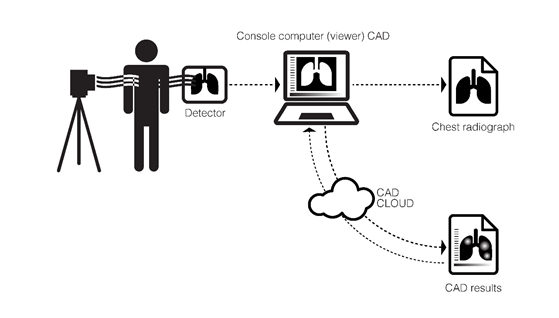 Console computer (viewer) CAD
Detector
Chest radiograph
CAD
CLOUD
CAD results